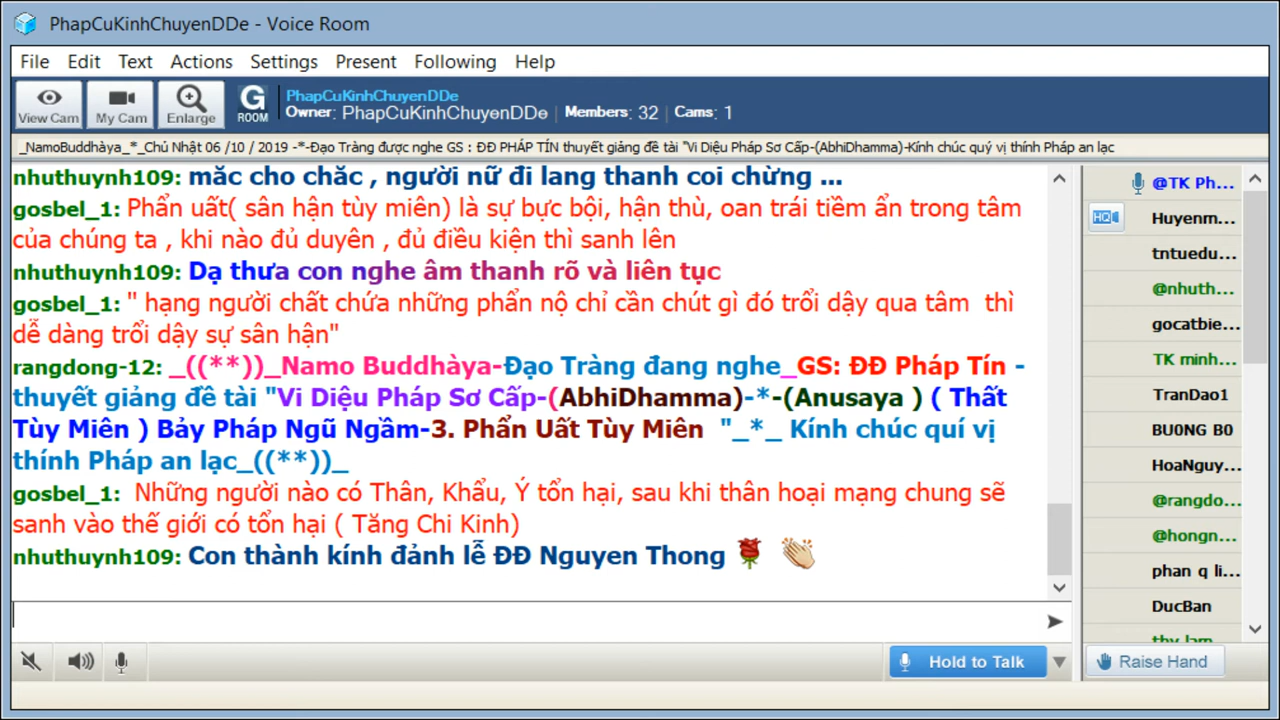 PhapCuKinhChuyenDDe - Voice Room
File Edit Text Actions Settings Present Following Help
View Cam My Cam Enlarge G ROOM PhapCuKinhChuyenDDe
Owner: PhapCuKinhChuyenDDe | Members: 32 | Cams: 1
_NamoBuddhàya_*_Chủ Nhật 06 /10 / 2019 -*-Đạo Tràng được nghe GS : ĐĐ PHÁP TÍN thuyết giảng đề tài "Vi Diệu Pháp Sơ Cấp-(AbhiDhamma)-Kính chúc quý vị thính Pháp an lạc
nhuthuynh109: măc cho chăc , người nữ đi lang thanh coi chừng ...
gosbel_1: Phẩn uất( sân hận tùy miên) là sự bực bội, hận thù, oan trái tiềm ẩn trong tâm
của chúng ta , khi nào đủ duyên , đủ điều kiện thì sanh lên
nhuthuynh109: Dạ thưa con nghe âm thanh rõ và liên tục
gosbel_1: " hạng người chất chứa những phẩn nộ chỉ cần chút gì đó trổi dậy qua tâm thì
dễ dàng trổi dậy sự sân hận"
rangdong-12: _((**))_Namo Buddhàya-Đạo Tràng đang nghe_GS: ĐĐ Pháp Tín -
thuyết giảng đề tài "Vi Diệu Pháp Sơ Cấp-(AbhiDhamma)-*-(Anusaya ) ( Thất
Tùy Miên ) Bảy Pháp Ngũ Ngầm-3. Phẩn Uất Tùy Miên "_*_ Kính chúc quí vị
thính Pháp an lạc_((**))_
gosbel_1: Những người nào có Thân, Khẩu, Ý tổn hại, sau khi thân hoại mạng chung sẽ
sanh vào thế giới có tổn hại ( Tăng Chi Kinh)
nhuthuynh109: Con thành kính đảnh lễ ĐĐ Nguyen Thong
@TK Ph...
HQ Huyenm...
tntuedu...
@nhuth...
gocatbie...
TK minh...
TranDao1
BU0NG B0
HoaNguy...
@rangdo...
@hongn...
phan q li...
DucBan
Hold to Talk
Raise Hand